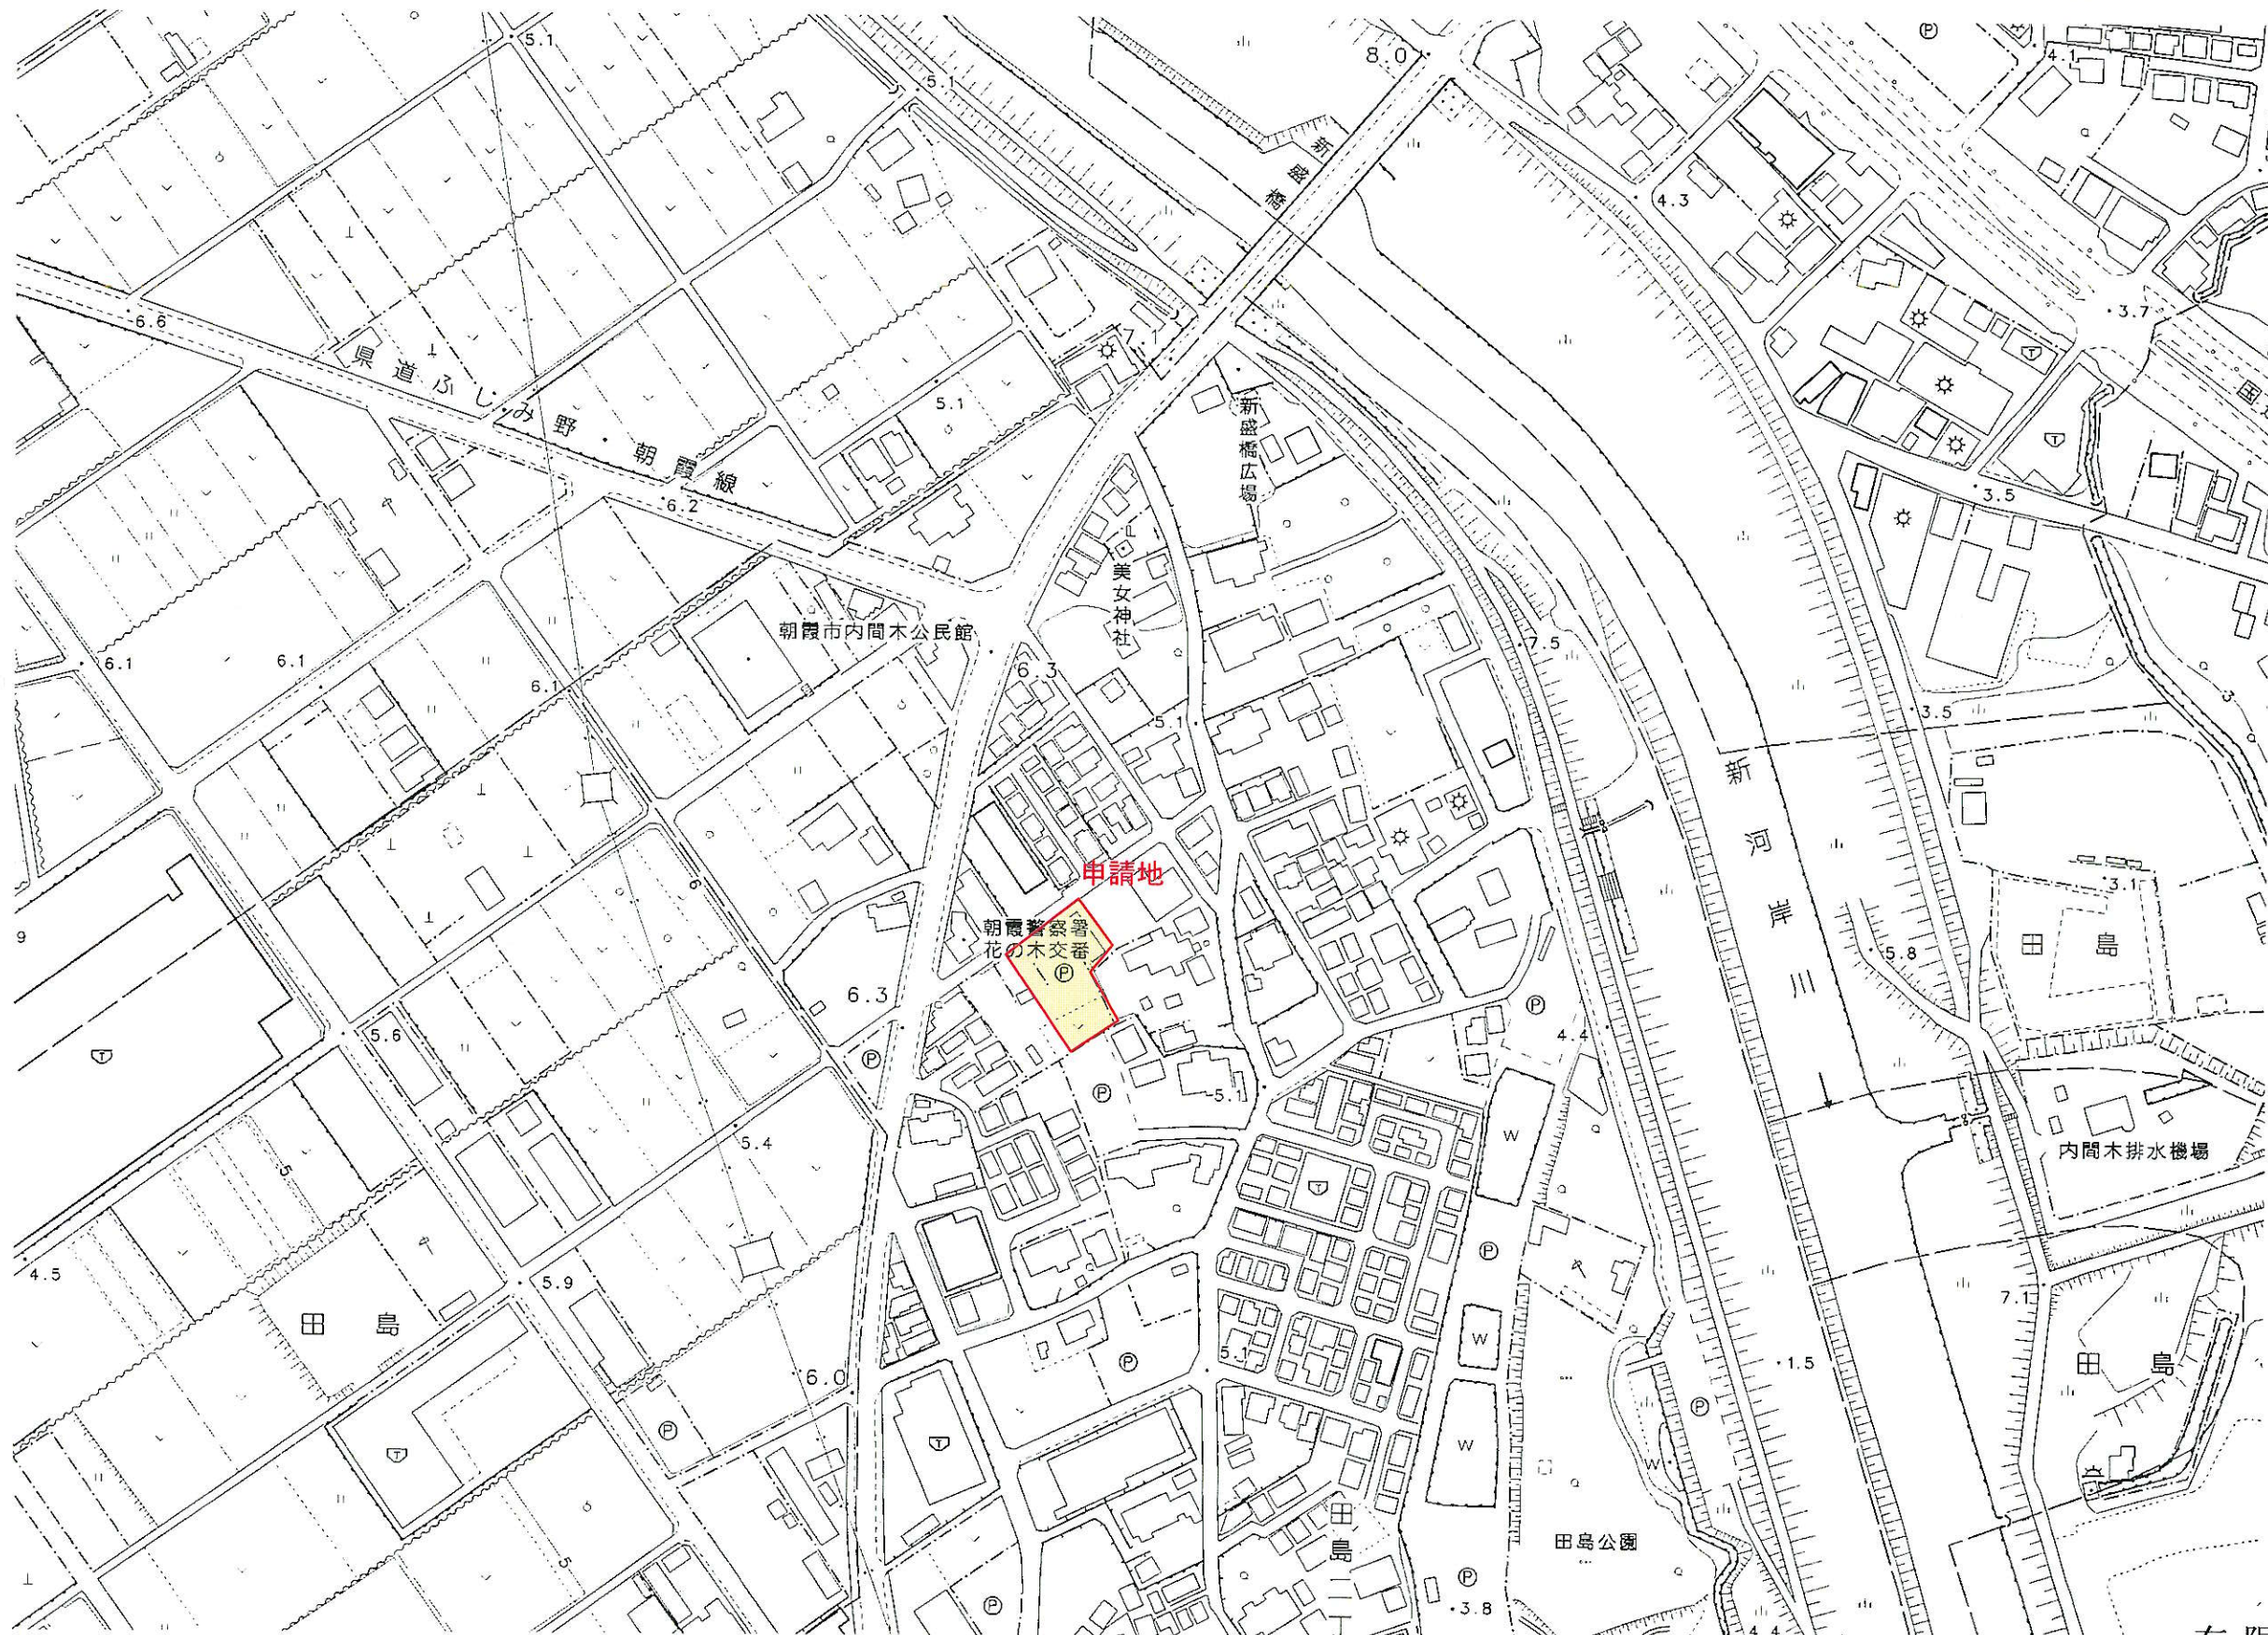 5.1
8.0
4.1
5.1
新盛橋
4.3
6.6
3.7
県道ふじみ野・朝霞線
5.1
新盛橋広場
6.2
3.5
美女神社
朝霞市内間木公民館
7.5
6.1
6.1
6.1
6.3
5.1
3.5
新河岸川
申請地
3.1
朝霞警察署
花の木交番
P
9
田島
5.8
6.3
P
4.4
5.6
P
P
5.1
T
5.4
W
内間木排水機場
T
4.5
5.9
P
7.1
田島
5.1
W
P
1.5
田島
6.0
P
P
T
T
W
W
田島公園
田島二丁
P
P
3.8
4.4